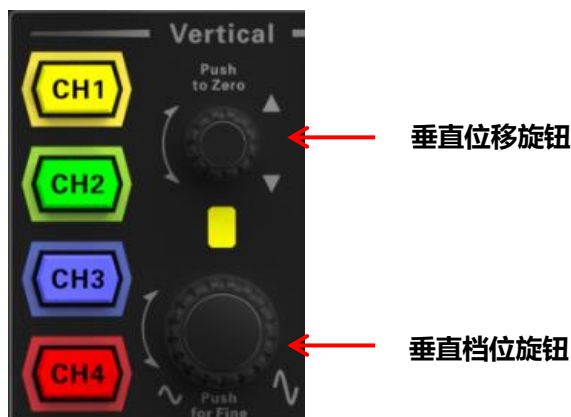 Vertical
Push
to Zero
CH1
垂直位移旋钮
CH2
CH3
垂直档位旋钮
CH4
Push
for Fine